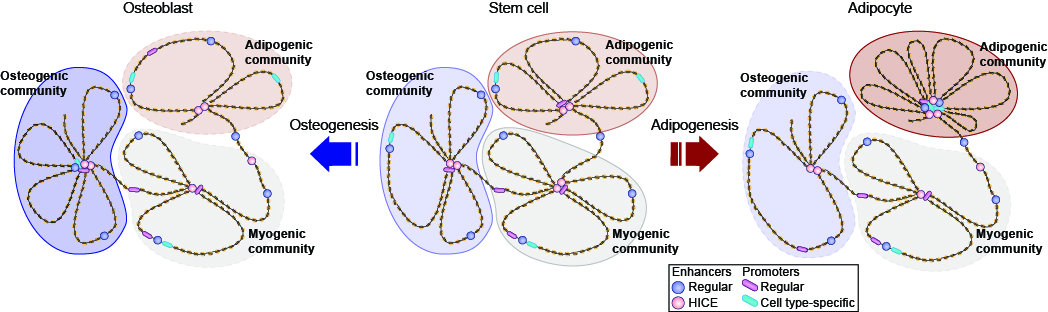 Osteoblast
Stem cell
Adipocyte
Adipogenic
community
Osteogenic
community
Myogenic
community
Osteogenesis
Adipogenic
community
Osteogenic
community
Myogenic
community
Adipogenesis
Adipogenic
community
Osteogenic
community
Myogenic
community
Enhancers Promoters
Regular Regular
HICE Cell type-specific